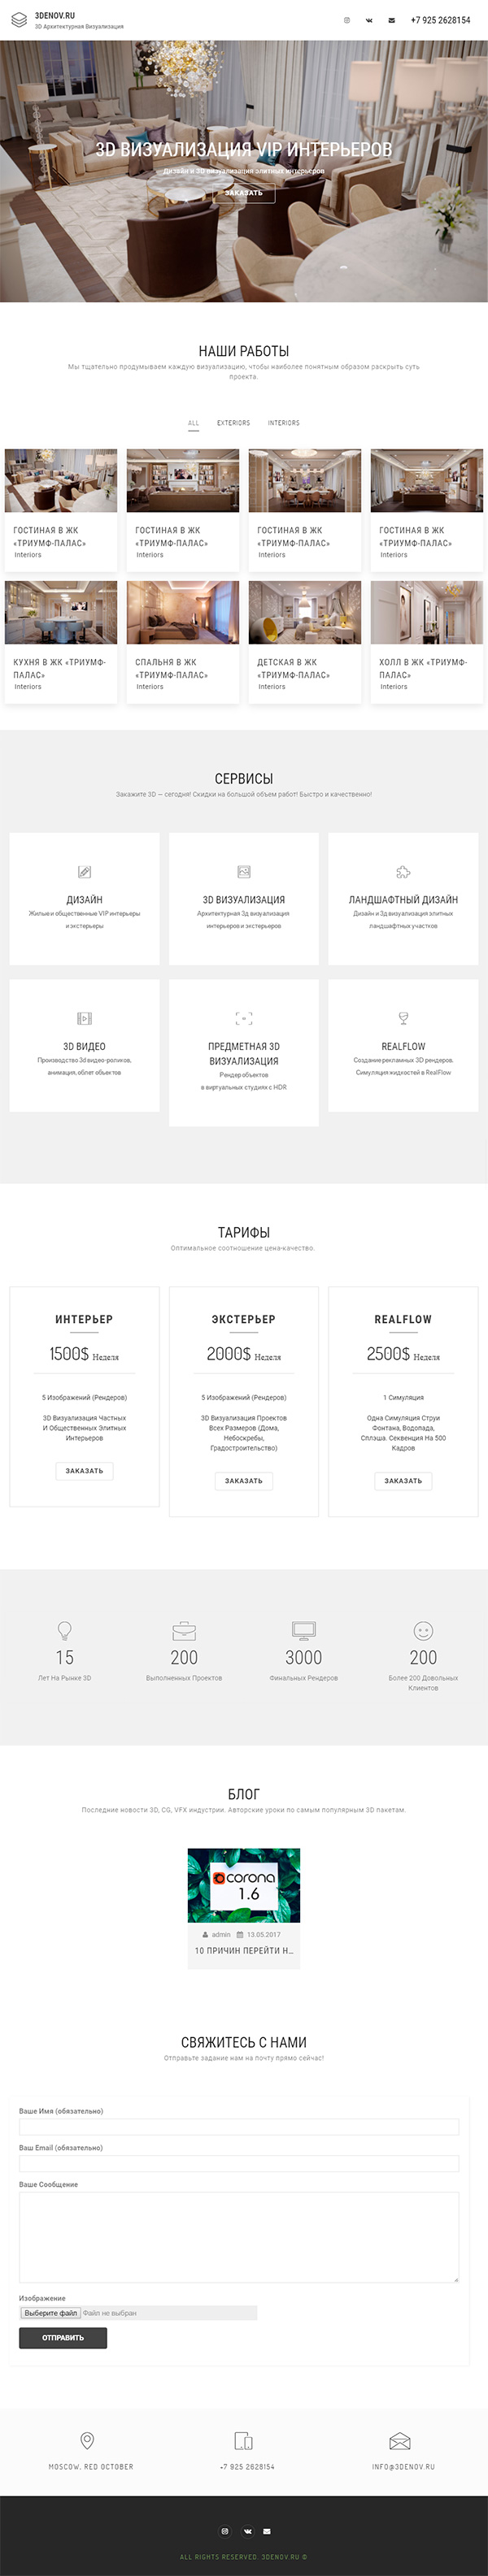 3DENOV.RU
3D Архитектурная Визуализация
+7 925 2628154
3D ВИЗУАЛИЗАЦИЯ VIP ИНТЕРЬЕРОВ
Дизайн и 3D визуализация элитных интерьеров
ЗАКАЗАТЬ
НАШИ РАБОТЫ
Мы тщательно продумываем каждую визуализацию, чтобы наиболее понятным образом раскрыть суть
проекта.
ALL EXTERIORS INTERIORS
ГОСТИНАЯ В ЖК
«ТРИУМФ-ПАЛАС»
Interiors
ГОСТИНАЯ В ЖК
«ТРИУМФ-ПАЛАС»
Interiors
ГОСТИНАЯ В ЖК
«ТРИУМФ-ПАЛАС»
Interiors
ГОСТИНАЯ В ЖК
«ТРИУМФ-ПАЛАС»
Interiors
КУХНЯ В ЖК «ТРИУМФ-
ПАЛАС»
Interiors
СПАЛЬНЯ В ЖК
«ТРИУМФ-ПАЛАС»
Interiors
ДЕТСКАЯ В ЖК
«ТРИУМФ-ПАЛАС»
Interiors
ХОЛЛ В ЖК «ТРИУМФ-
ПАЛАС»
Interiors
СЕРВИСЫ
Закажите 3D — сегодня! Скидки на большой объем работ! Быстро и качественно!
ДИЗАЙН
Жилые и общественные VIP интерьеры
и экстерьеры
3D ВИЗУАЛИЗАЦИЯ
Архитектурная 3д визуализация
интерьеров и экстерьеров
ЛАНДШАФТНЫЙ ДИЗАЙН
Дизайн и 3д визуализация элитных
ландшафтных участков
3D ВИДЕО
Производство 3d видео-роликов,
анимация, облет объектов
ПРЕДМЕТНАЯ 3D
ВИЗУАЛИЗАЦИЯ
Рендер объектов
в виртуальных студиях с HDR
REALFLOW
Создание рекламных 3D рендеров.
Симуляция жидкостей в RealFlow
ТАРИФЫ
Оптимальное соотношение цена-качество.
ИНТЕРЬЕР
1500$ Неделя
5 Изображений (Рендеров)
3D Визуализация Частных
И Общественных Элитных
Интерьеров
ЗАКАЗАТЬ
ЭКСТЕРЬЕР
2000$ Неделя
5 Изображений (Рендеров)
3D Визуализация Проектов
Всех Размеров (Дома,
Небоскребы,
Градостроительство)
ЗАКАЗАТЬ
REALFLOW
2500$ Неделя
1 Симуляция
Одна Симуляция Струи
Фонтана, Водопада,
Сплэша. Секвенция На 500
Кадров
ЗАКАЗАТЬ
15
Лет На Рынке 3D
200
Выполненных Проектов
3000
Финальных Рендеров
200
Более 200 Довольных
Клиентов
БЛОГ
Последние новости 3D, CG, VFX индустрии. Авторские уроки по самым популярным 3D пакетам.
corona
1.6
admin 13.05.2017
10 ПРИЧИН ПЕРЕЙТИ Н...
СВЯЖИТЕСЬ С НАМИ
Отправьте задание нам на почту прямо сейчас!
Ваше Имя (обязательно)
Ваш Email (обязательно)
Ваше Сообщение
Изображение
Выберите файл Файл не выбран
ОТПРАВИТЬ
MOSCOW, RED OCTOBER
+7 925 2628154
INFO@3DENOV.RU
ALL RIGHTS RESERVED. 3DENOV.RU ©